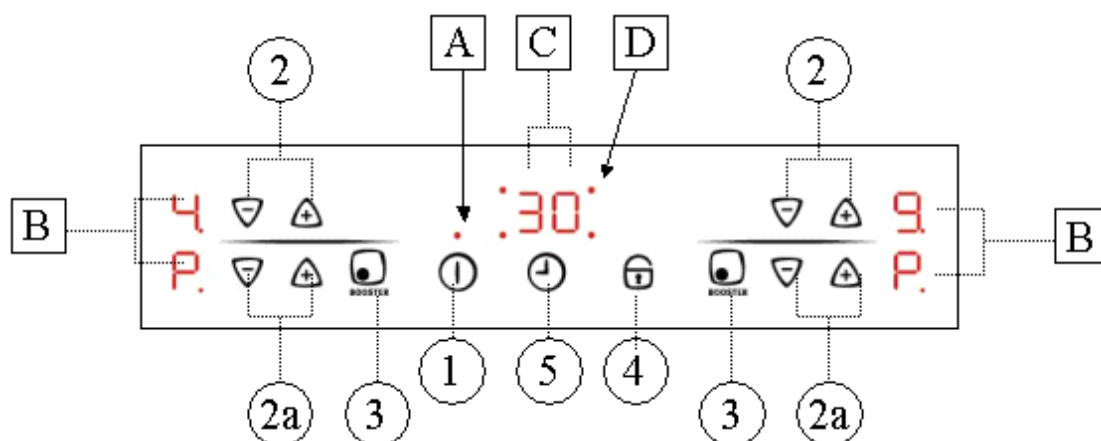 A C D
2 2
4. − + 30 − + 9.
B B
P. − + − + P.
BOOSTER BOOSTER
1 5 4
2a 3 3 2a